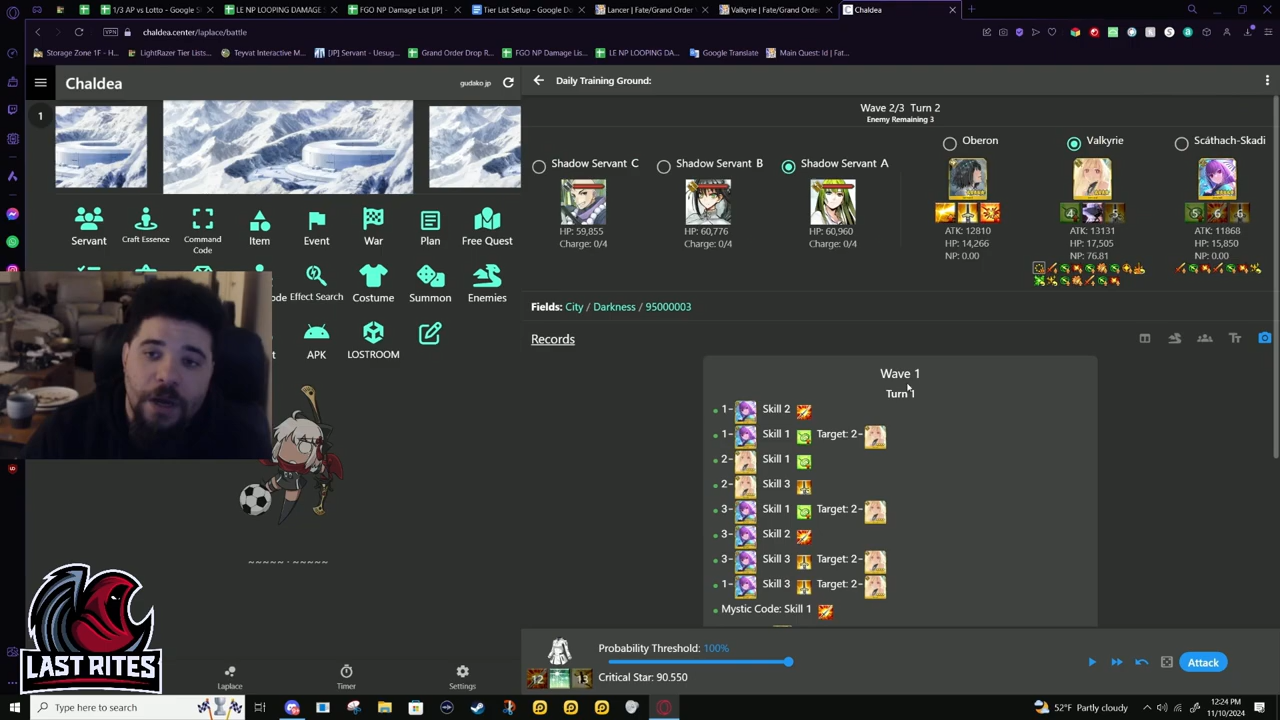 1/3 AP vs Lotto - Google S
LE NP LOOPING DAMAGE S
FGO NP Damage List [JP] -
Tier List Setup - Google Do
Lancer | Fate/Grand Order
Valkyrie | Fate/Grand Order
Chaldea
VPN
chaldea.center/laplace/battle
Storage Zone 1F - H...
LightRazer Tier Lists...
Teyvat Interactive M...
[JP] Servant - Uesug...
Grand Order Drop R...
FGO NP Damage Lis...
LE NP LOOPING DA...
Google Translate
Main Quest: Id | Fat...
Chaldea
gudako jp
Daily Training Ground:
1
Wave 2/3 Turn 2
Enemy Remaining 3
Shadow Servant C
Shadow Servant B
Shadow Servant A
Oberon
Valkyrie
Scáthach-Skadi
HP: 59,855
Charge: 0/4
HP: 60,776
Charge: 0/4
HP: 60,960
Charge: 0/4
ATK: 12810
HP: 14,266
NP: 0.00
4 5
ATK: 13131
HP: 17,505
NP: 76.81
6 6
ATK: 11868
HP: 15,850
NP: 0.00
Servant
Craft Essence
Command Code
Item
Event
War
Plan
Free Quest
ode
Effect Search
Costume
Summon
Enemies
t
APK
LOSTROOM
Fields: City / Darkness / 95000003
Records
Wave 1
Turn 1
1- Skill 2
1- Skill 1 Target: 2-
2- Skill 1
2- Skill 3
3- Skill 1 Target: 2-
3- Skill 2
3- Skill 3 Target: 2-
1- Skill 3 Target: 2-
Mystic Code: Skill 1
~~~~~ · ~~~~~
LAST RITES
Laplace
Timer
Settings
12 13
Probability Threshold: 100%
Critical Star: 90.550
Attack
Type here to search
52°F Partly cloudy
12:24 PM
11/10/2024